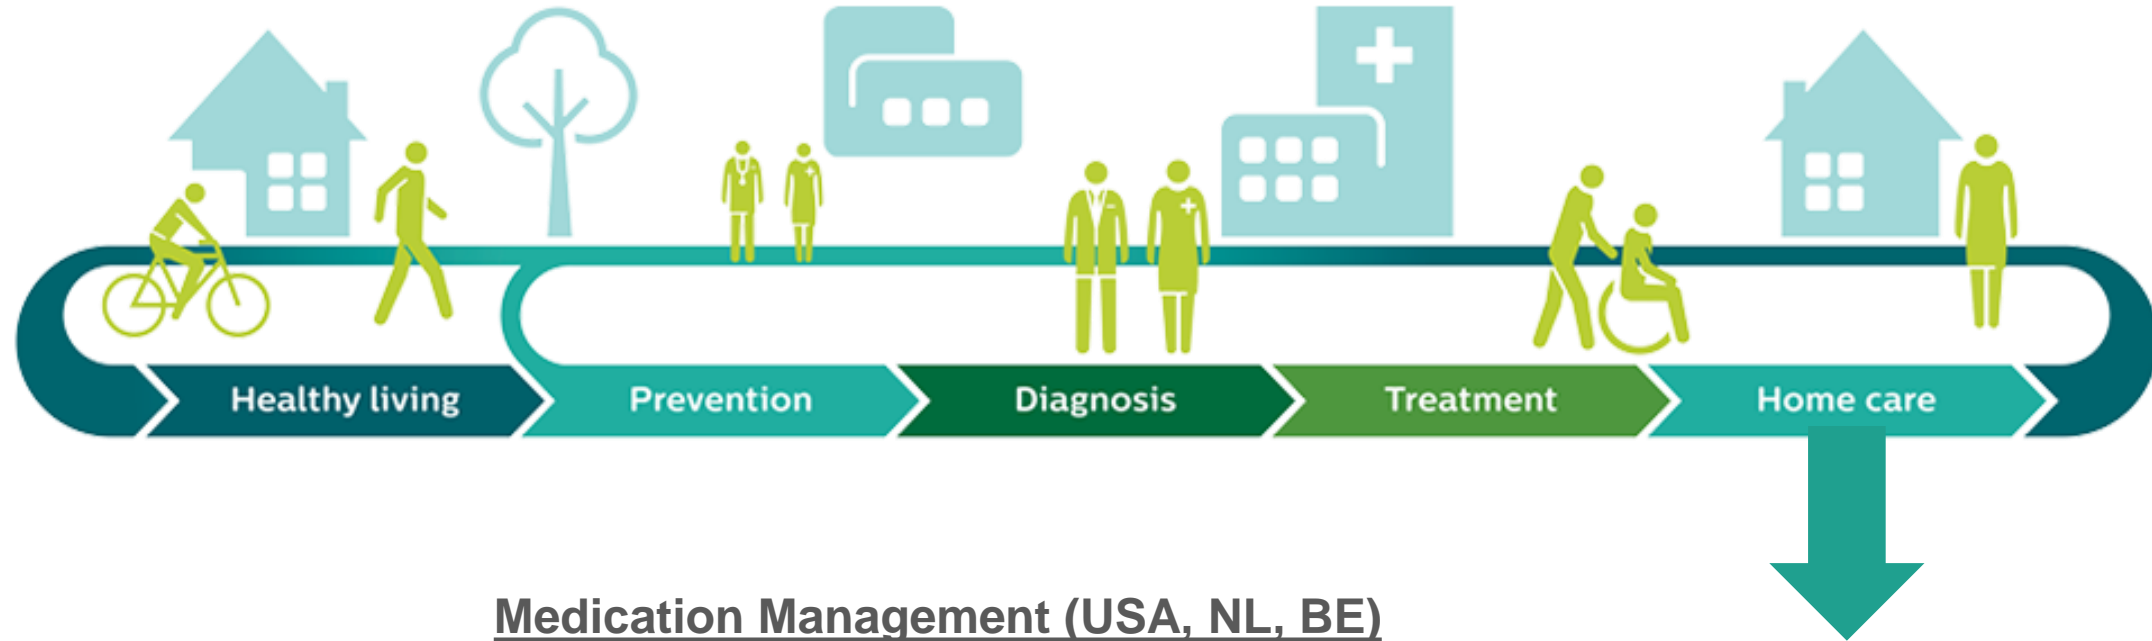 Healthy living
Prevention
Diagnosis
Treatment
Home care
Medication Management (USA, NL, BE)